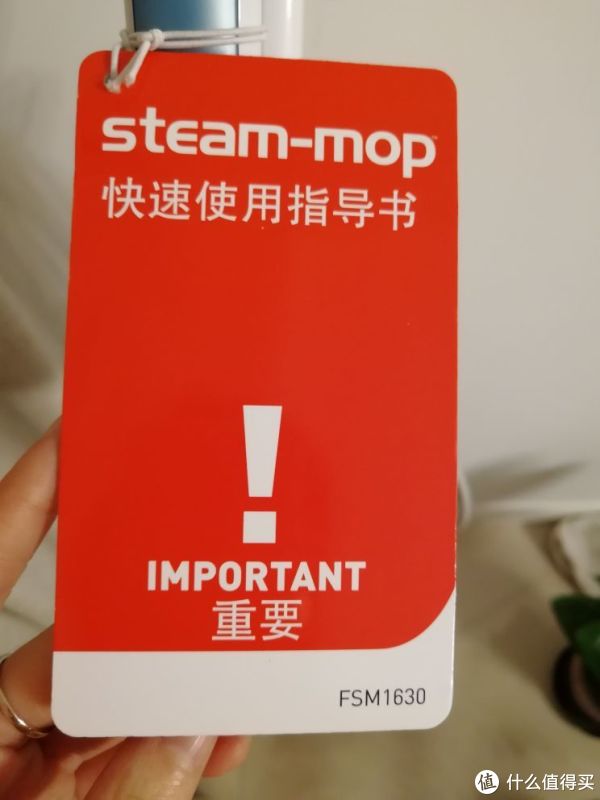 steam-mop
快速使用指导书
!
IMPORTANT
重要
FSM1630
值 什么值得买